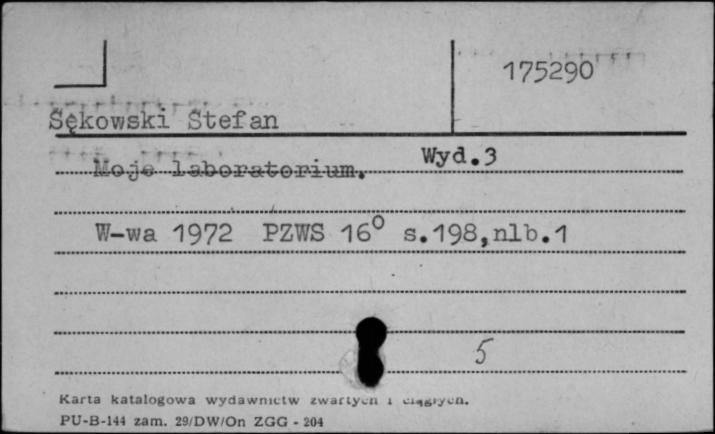 175290
Sękowski Stefan
Moje laboratorium. Wyd.3
W-wa 1972 PZWS 16° s.198,nlb.1
5
Karta katalogowa wydawnictw zwartych i ciągłych.
PU-B-144 zam. 29/DW/On ZGG - 204